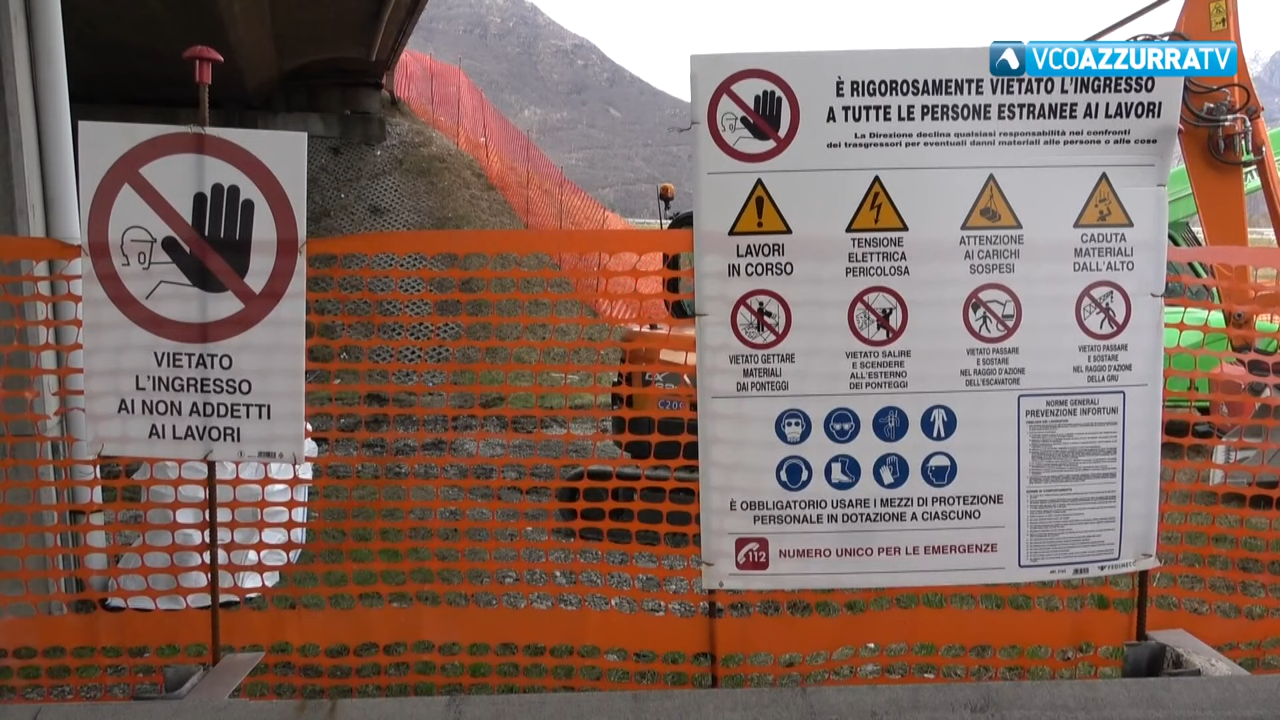 VCOAZZURRATV
VIETATO
L'INGRESSO
AI NON ADDETTI
AI LAVORI
È RIGOROSAMENTE VIETATO L'INGRESSO
A TUTTE LE PERSONE ESTRANEE AI LAVORI
La Direzione declina qualsiasi responsabilità nei confronti
dei trasgressori per eventuali danni materiali alle persone o alle cose
LAVORI
IN CORSO
TENSIONE
ELETTRICA
PERICOLOSA
ATTENZIONE
AI CARICHI
SOSPESI
CADUTA
MATERIALI
DALL'ALTO
VIETATO GETTARE
MATERIALI
DAI PONTEGGI
VIETATO SALIRE
E SCENDERE
ALL'ESTERNO
DEI PONTEGGI
VIETATO PASSARE
E SOSTARE
NEL RAGGIO D'AZIONE
DELL'ESCAVATORE
VIETATO PASSARE
E SOSTARE
NEL RAGGIO D'AZIONE
DELLA GRU
È OBBLIGATORIO USARE I MEZZI DI PROTEZIONE
PERSONALE IN DOTAZIONE A CIASCUNO
112
NUMERO UNICO PER LE EMERGENZE
NORME GENERALI
PREVENZIONE INFORTUNI